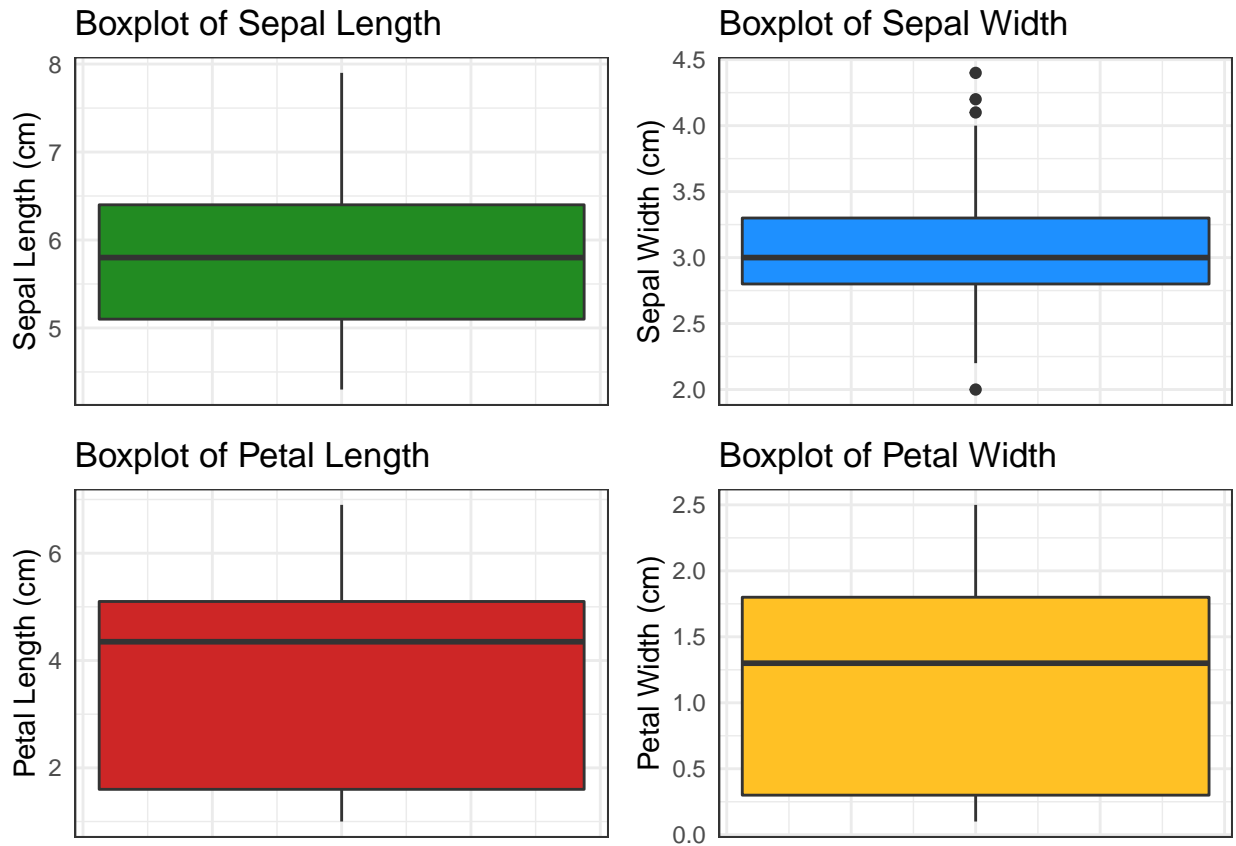 Boxplot of Sepal Length
Sepal Length (cm)
8
7
6
5
Boxplot of Sepal Width
Sepal Width (cm)
4.5
4.0
3.5
3.0
2.5
2.0
Boxplot of Petal Length
Petal Length (cm)
6
4
2
Boxplot of Petal Width
Petal Width (cm)
2.5
2.0
1.5
1.0
0.5
0.0